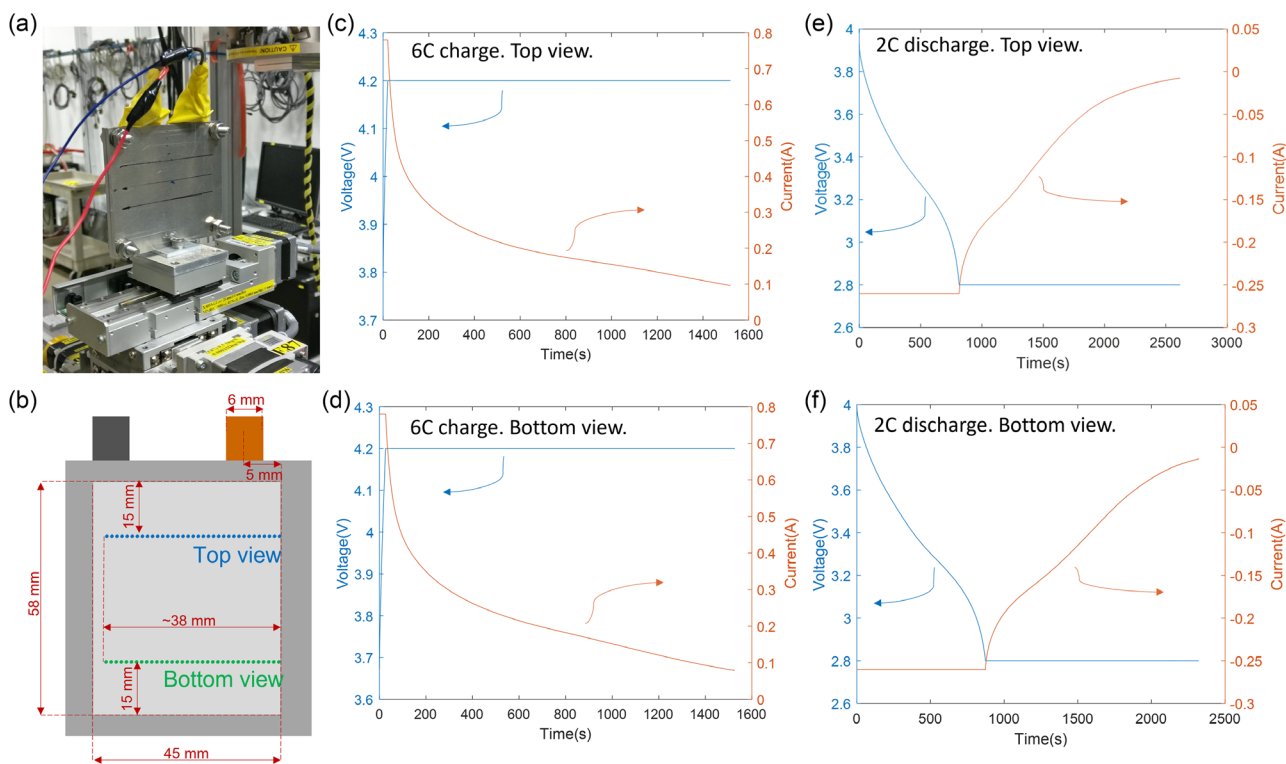 (a)
CAUTION
(b)
6 mm
5 mm
15 mm
Top view
58 mm
~38 mm
Bottom view
15 mm
45 mm
(c)
6C charge. Top view.
4.3
4.2
4.1
4
3.9
3.8
3.7
Voltage(V)
0.8
0.7
0.6
0.5
0.4
0.3
0.2
0.1
0
Current(A)
0 200 400 600 800 1000 1200 1400 1600
Time(s)
(d)
6C charge. Bottom view.
4.3
4.2
4.1
4
3.9
3.8
3.7
3.6
Voltage(V)
0.8
0.7
0.6
0.5
0.4
0.3
0.2
0.1
0
Current(A)
0 200 400 600 800 1000 1200 1400 1600
Time(s)
(e)
2C discharge. Top view.
4
3.8
3.6
3.4
3.2
3
2.8
2.6
Voltage(V)
0.05
0
-0.05
-0.1
-0.15
-0.2
-0.25
-0.3
Current(A)
0 500 1000 1500 2000 2500 3000
Time(s)
(f)
2C discharge. Bottom view.
4
3.8
3.6
3.4
3.2
3
2.8
2.6
Voltage(V)
0.05
0
-0.05
-0.1
-0.15
-0.2
-0.25
-0.3
Current(A)
0 500 1000 1500 2000 2500
Time(s)